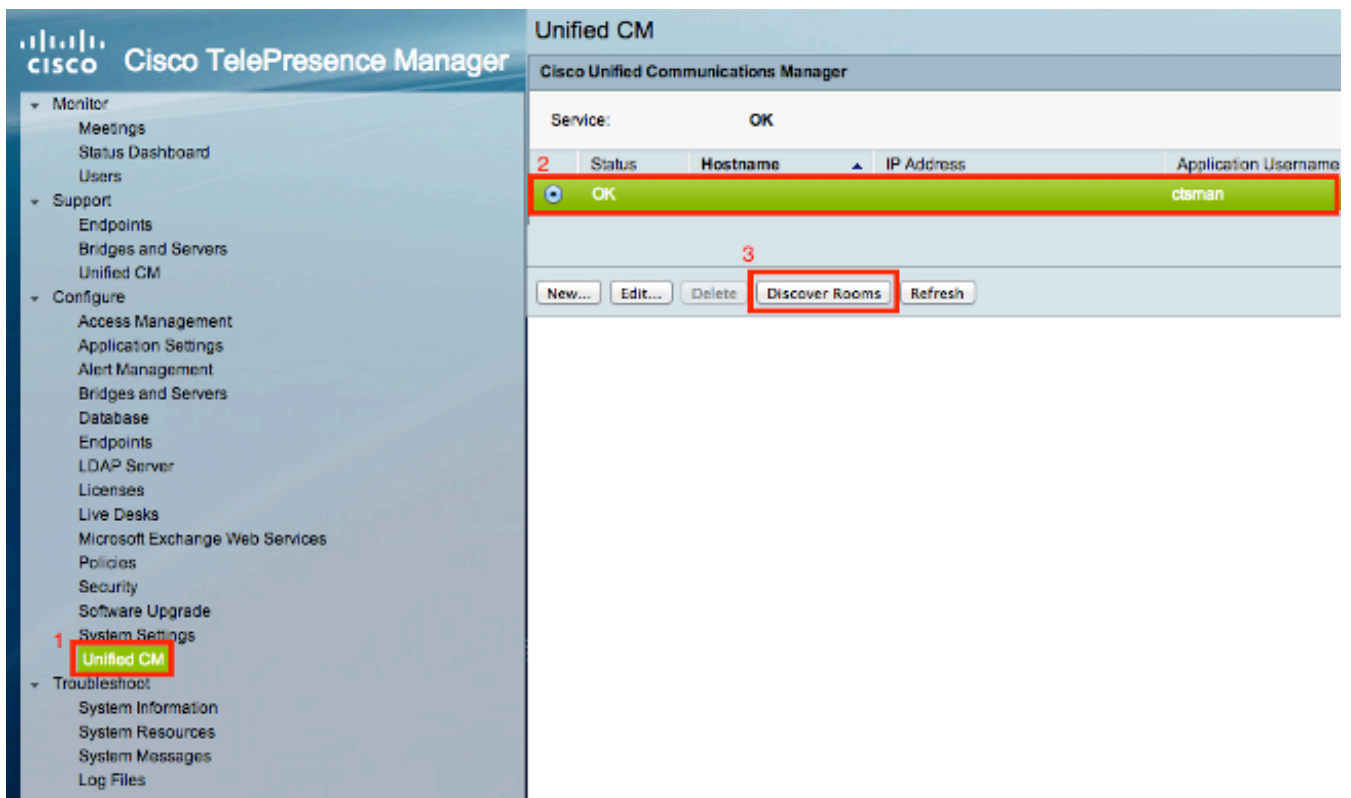 CISCO Cisco TelePresence Manager
Monitor
Meetings
Status Dashboard
Users
Support
Endpoints
Bridges and Servers
Unified CM
Configure
Access Management
Application Settings
Alert Management
Bridges and Servers
Database
Endpoints
LDAP Server
Licenses
Live Desks
Microsoft Exchange Web Services
Policies
Security
Software Upgrade
System Settings
1
Unified CM
Troubleshoot
System Information
System Resources
System Messages
Log Files
Unified CM
Cisco Unified Communications Manager
Service: OK
2 Status Hostname IP Address Application Username
OK ctsman
3
New... Edit... Delete Discover Rooms Refresh